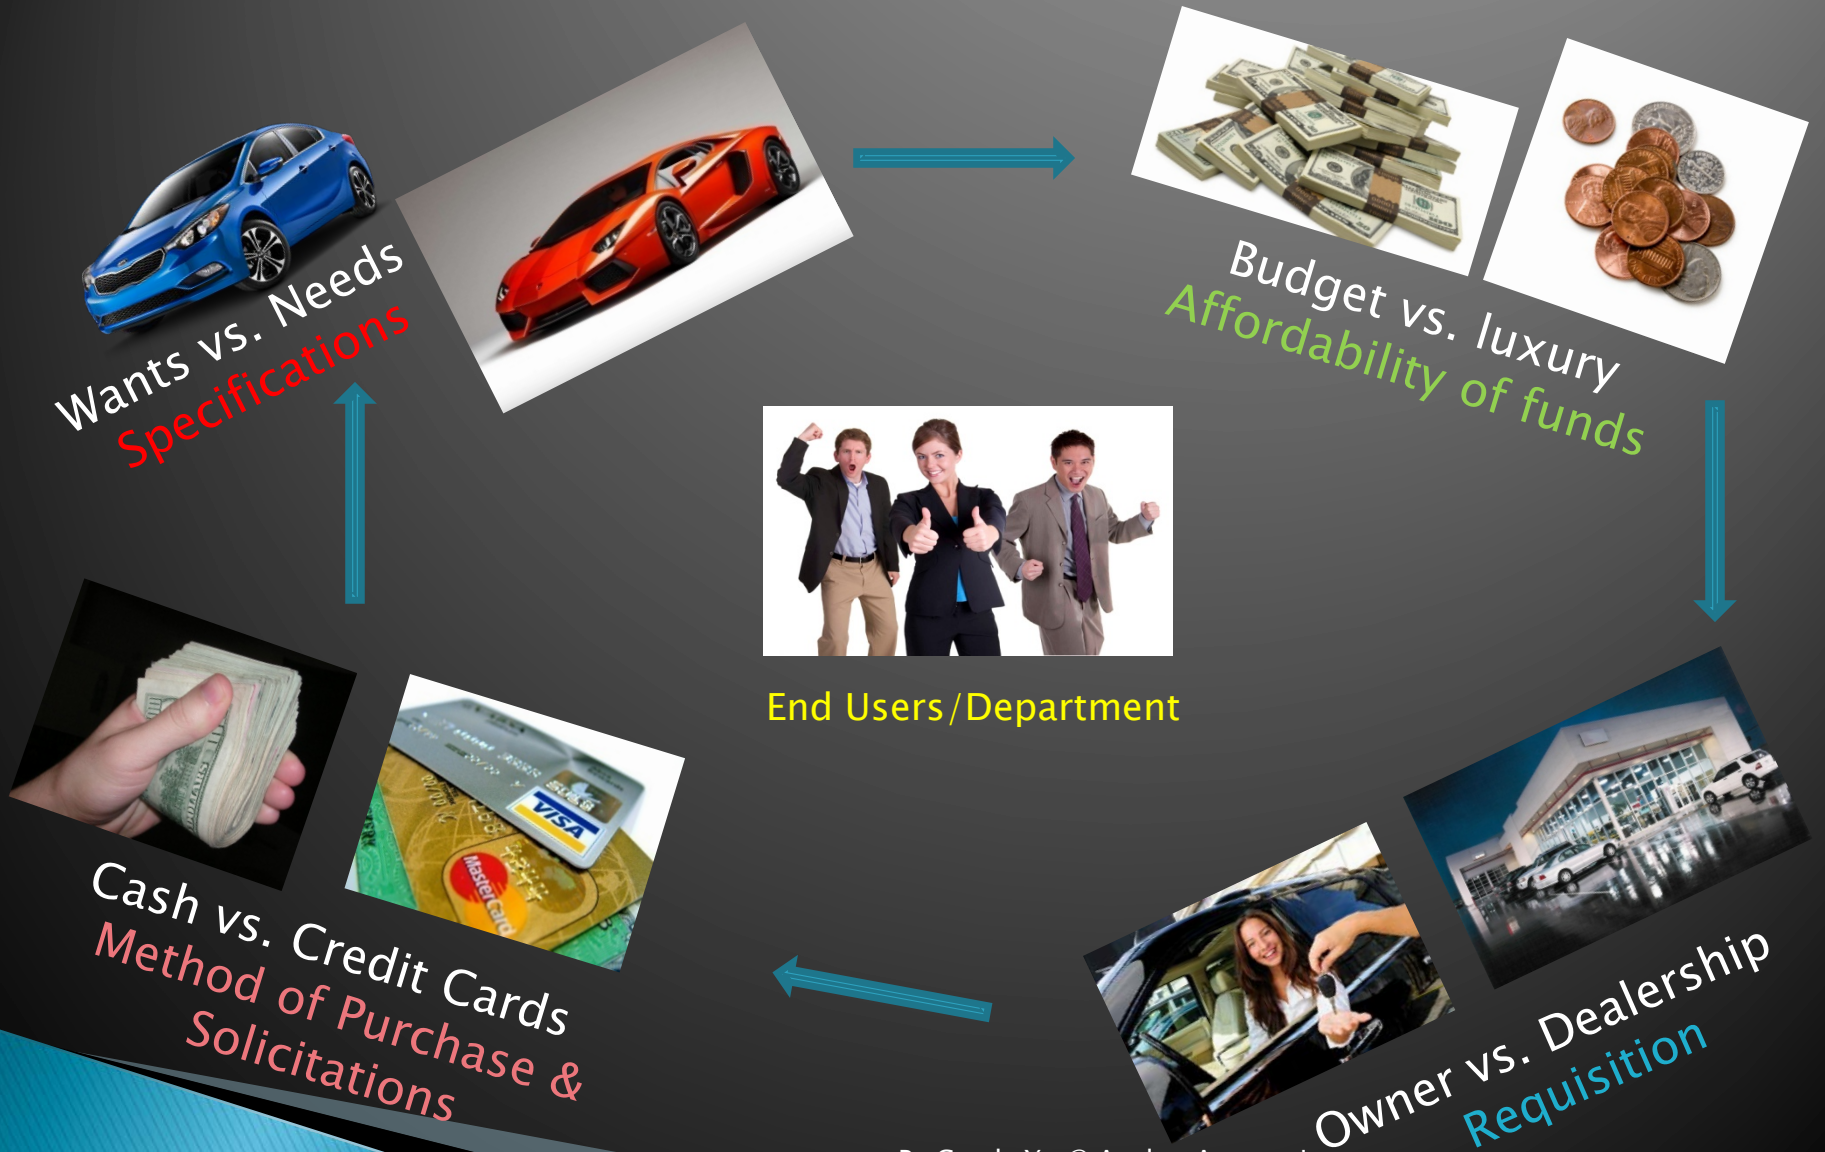 Wants vs. Needs
Specifications
Budget vs. luxury
Affordability of funds
End Users/Department
VISA
MasterCard
Cash vs. Credit Cards
Method of Purchase &
Solicitations
Owner vs. Dealership
Requisition